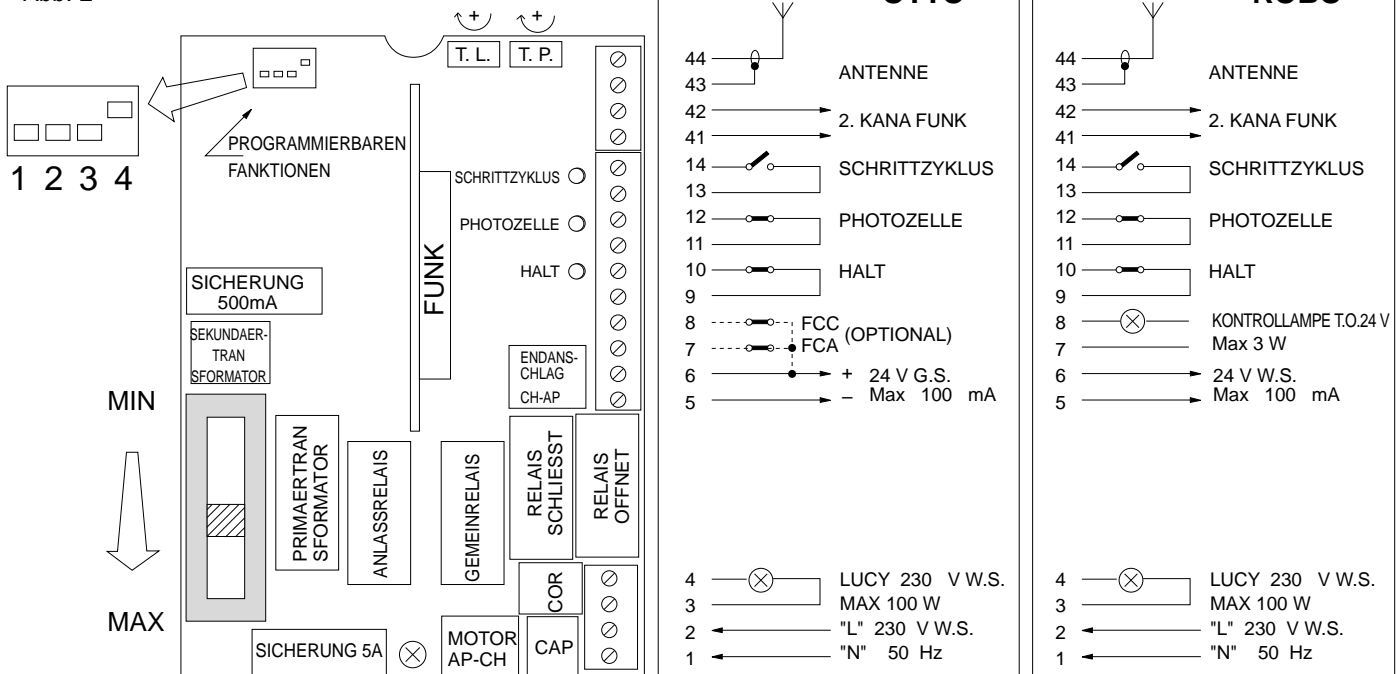 + +
T. L. T. P.
1 2 3 4
PROGRAMMIERBAREN
FANKTIONEN
SCHRITTZYKLUS
PHOTOZELLE
HALT
FUNK
SICHERUNG
500mA
SEKUNDAER-
TRAN
SFORMATOR
ENDANS-
CHLAG
CH-AP
MIN
MAX
PRIMAERTRAN
SFORMATOR
ANLASSRELAIS
GEMEINRELAIS
RELAIS
SCHLIESST
RELAIS
OFFNET
COR
SICHERUNG 5A
MOTOR
AP-CH
CAP
44
43
ANTENNE
42
41
2. KANA FUNK
14
13
SCHRITTZYKLUS
12
11
PHOTOZELLE
10
9
HALT
8
FCC
7
FCA
(OPTIONAL)
6
+ 24 V G.S.
5
– Max 100 mA
4
LUCY 230 V W.S.
3
MAX 100 W
2
"L" 230 V W.S.
1
"N" 50 Hz
44
43
ANTENNE
42
41
2. KANA FUNK
14
13
SCHRITTZYKLUS
12
11
PHOTOZELLE
10
9
HALT
8
KONTROLLAMPE T.O.24 V
7
Max 3 W
6
24 V W.S.
5
Max 100 mA
4
LUCY 230 V W.S.
3
MAX 100 W
2
"L" 230 V W.S.
1
"N" 50 Hz